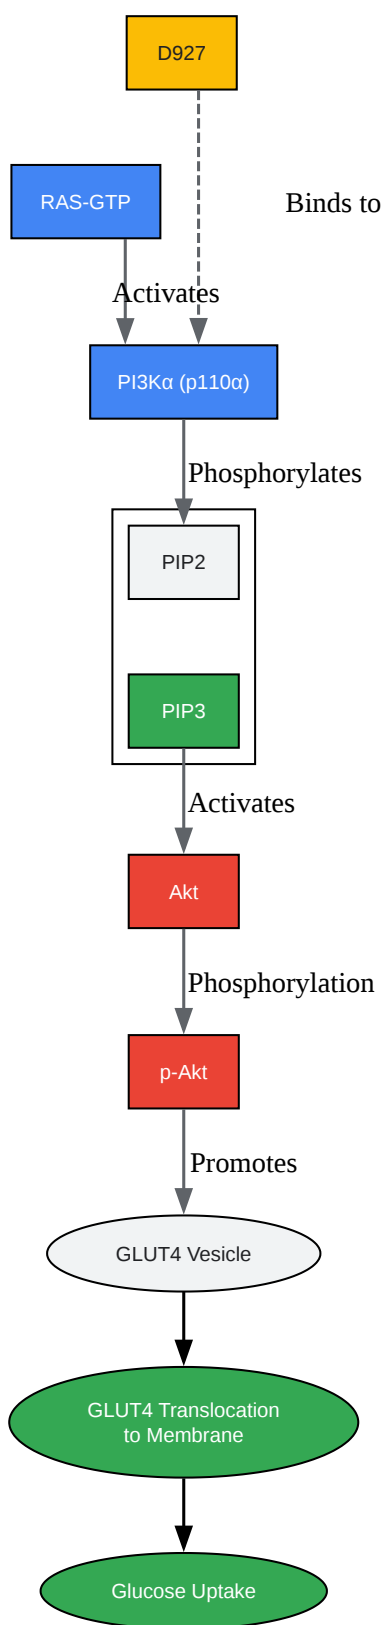 D927
RAS-GTP
Binds to
Activates
PI3Kα (p110α)
Phosphorylates
PIP2
PIP3
Activates
Akt
Phosphorylation
p-Akt
Promotes
GLUT4 Vesicle
GLUT4 Translocation
to Membrane
Glucose Uptake